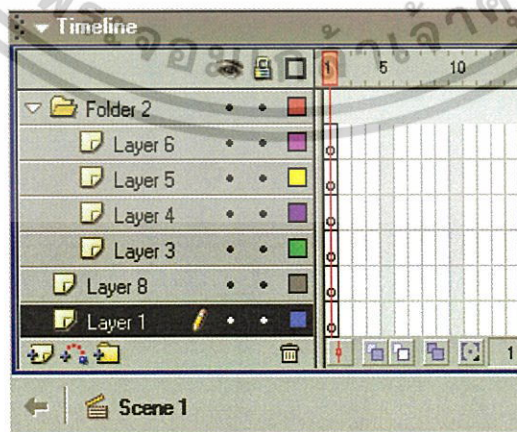 Timeline
1 5 10
Folder 2
Layer 6
Layer 5
Layer 4
Layer 3
Layer 8
Layer 1
1
Scene 1